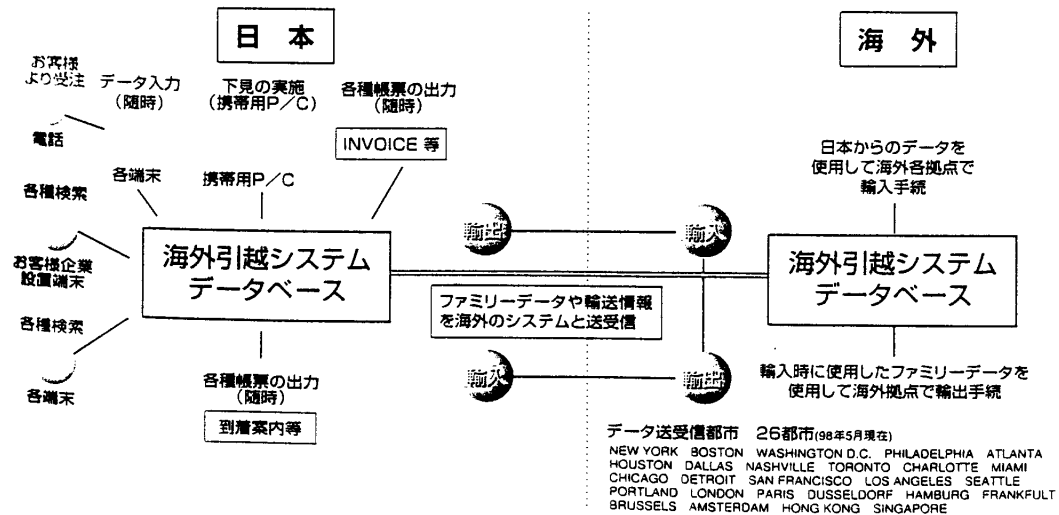 日本
海外
お客様
より受注
データ入力
(随時)
下見の実施
(携帯用P/C)
各種帳票の出力
(随時)
電話
INVOICE 等
各端末
携帯用P/C
各種検索
お客様企業
設置端末
各種検索
各端末
海外引越システム
データベース
各種帳票の出力
(随時)
到着案内等
輸出
輸入
ファミリーデータや輸送情報
を海外のシステムと送受信
輸入
輸出
日本からのデータを
使用して海外各拠点で
輸入手続
海外引越システム
データベース
輸入時に使用したファミリーデータを
使用して海外拠点で輸出手続
データ送受信都市 26都市(98年5月現在)
NEW YORK BOSTON WASHINGTON D.C. PHILADELPHIA ATLANTA
HOUSTON DALLAS NASHVILLE TORONTO CHARLOTTE MIAMI
CHICAGO DETROIT SAN FRANCISCO LOS ANGELES SEATTLE
PORTLAND LONDON PARIS DUSSELDORF HAMBURG FRANKFULT
BRUSSELS AMSTERDAM HONG KONG SINGAPORE